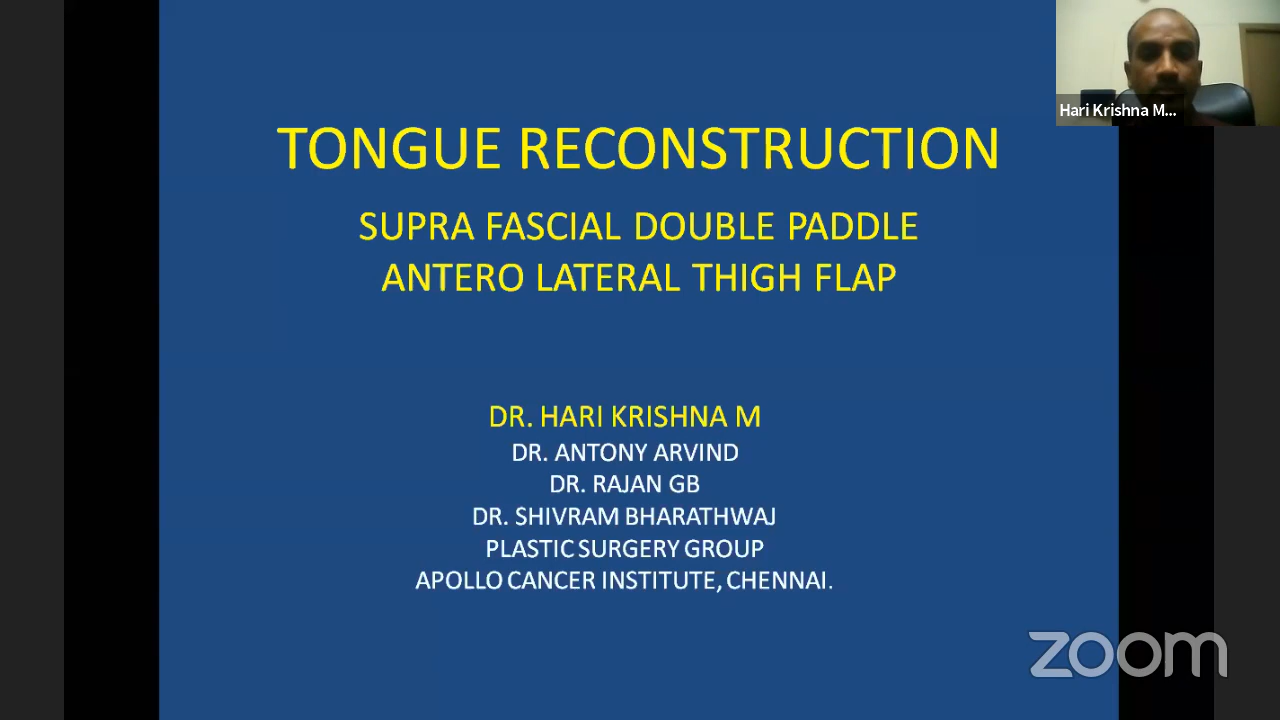 Hari Krishna M...
TONGUE RECONSTRUCTION
SUPRA FASCIAL DOUBLE PADDLE
ANTERO LATERAL THIGH FLAP
DR. HARI KRISHNA M
DR. ANTONY ARVIND
DR. RAJAN GB
DR. SHIVRAM BHARATHWAJ
PLASTIC SURGERY GROUP
APOLLO CANCER INSTITUTE, CHENNAI.
zoom